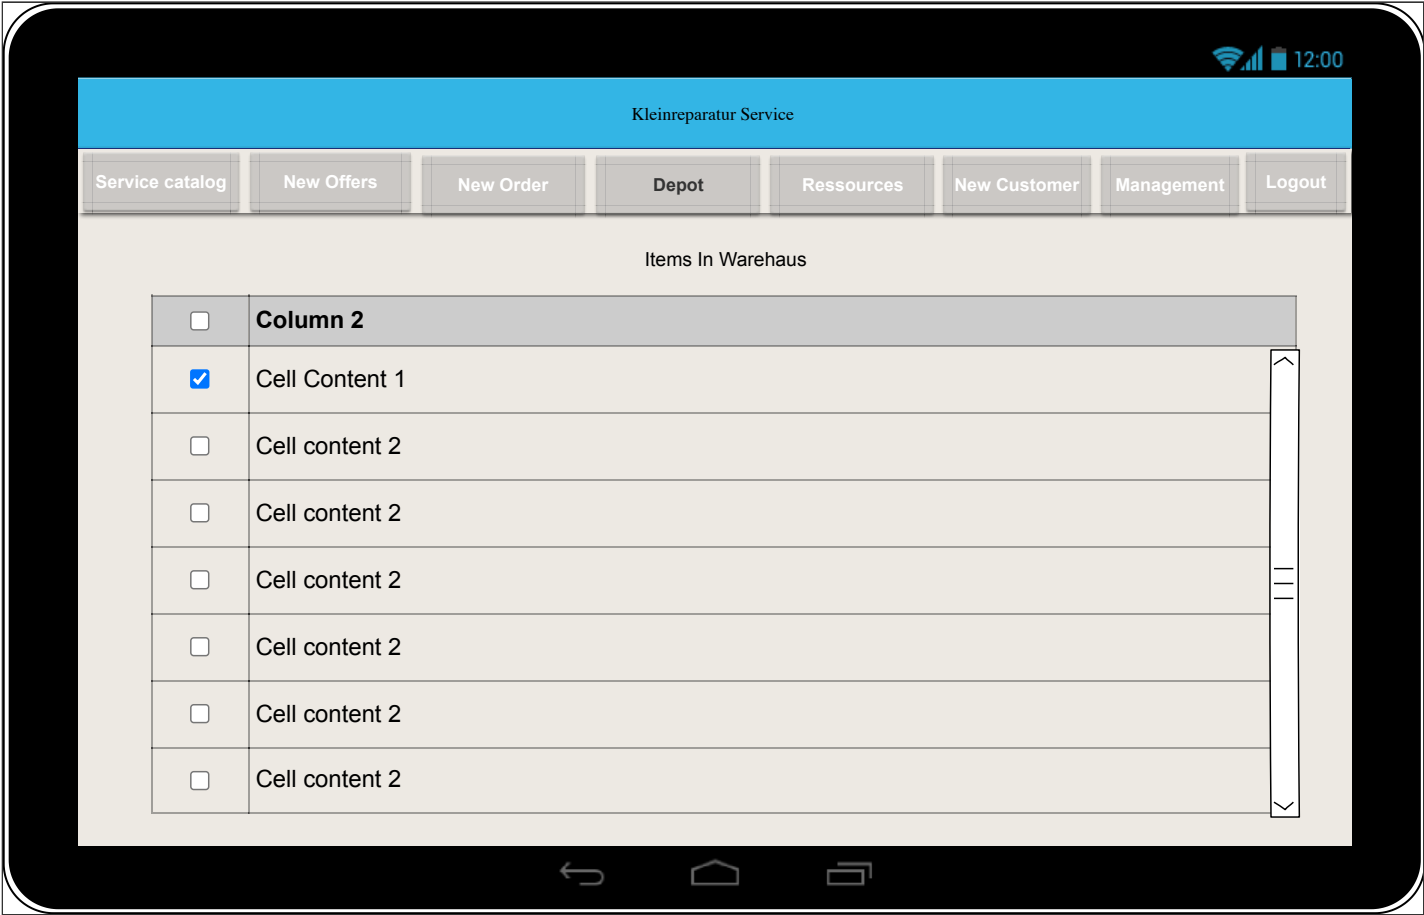 12:00
Kleinreparatur Service
Service catalog New Offers New Order Depot Ressources New Customer Management Logout
Items In Warehaus
Column 2
Cell Content 1
Cell content 2
Cell content 2
Cell content 2
Cell content 2
Cell content 2
Cell content 2